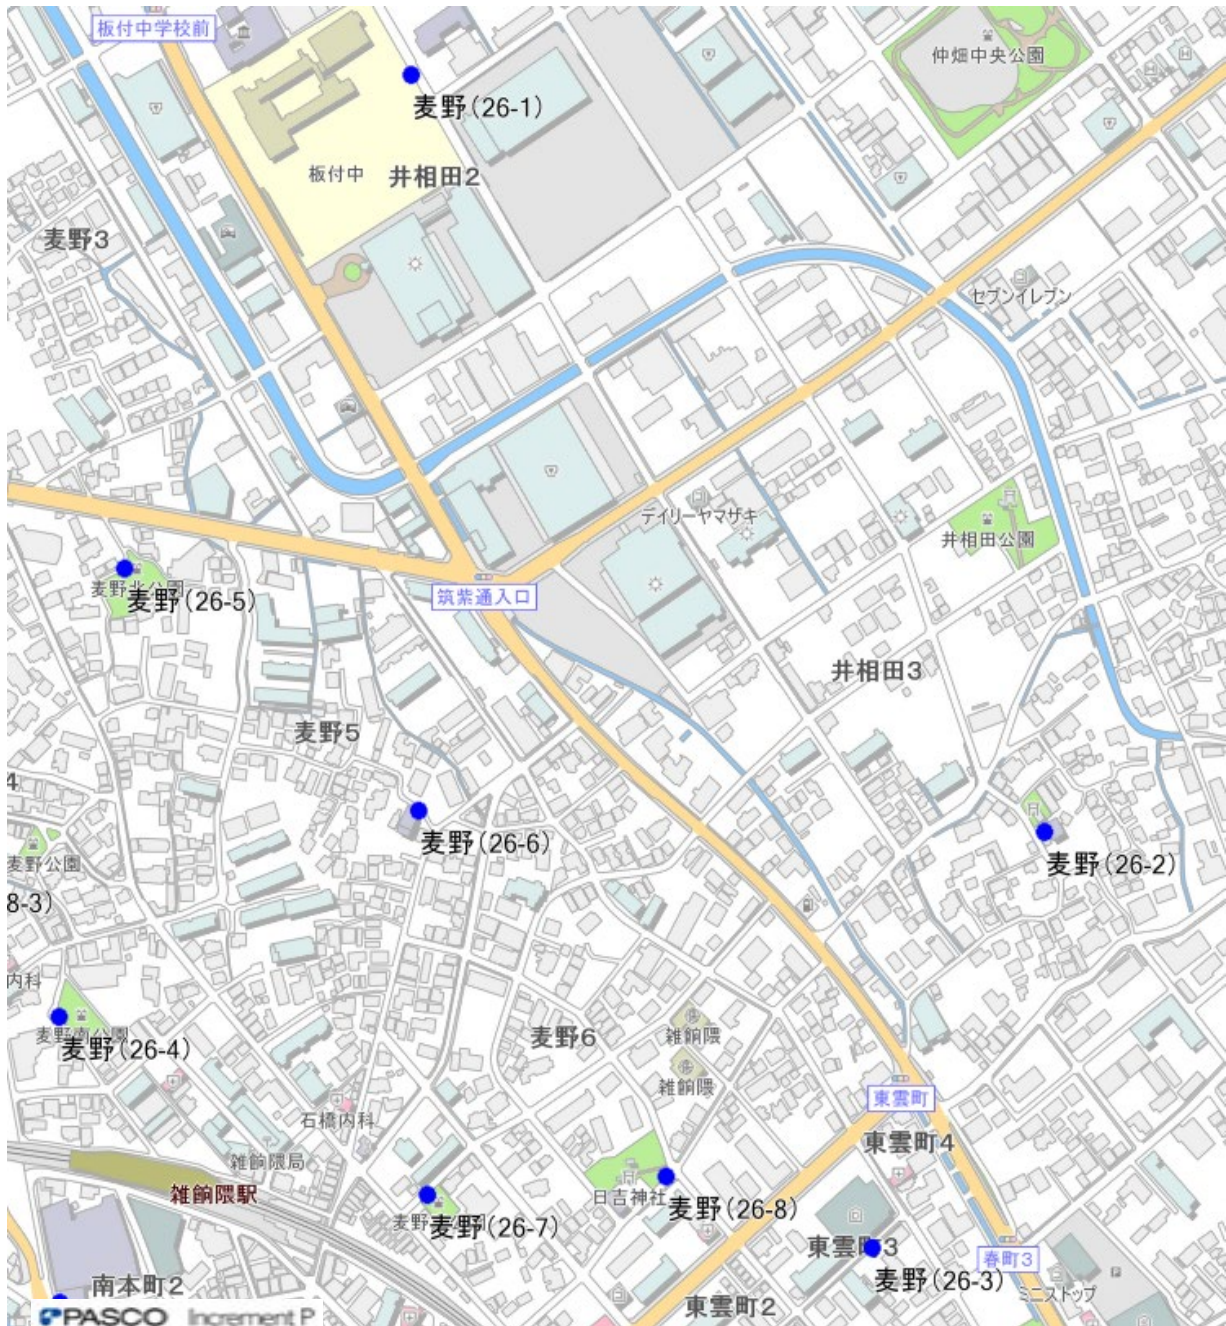 板付中学校前
仲畑中央公園
麦野(26-1)
板付中
井相田2
麦野3
セブンイレブン
デイリーヤマザキ
井相田公園
麦野北公園
麦野(26-5)
筑紫通入口
井相田3
麦野5
4
麦野(26-6)
麦野公園
麦野(26-2)
8-3)
内科
麦野南公園
麦野(26-4)
麦野6
雑餉隈
雑餉隈
石橋内科
東雲町
東雲町4
雑餉隈局
雑餉隈駅
日吉神社
麦野(26-8)
麦野(26-7)
東雲町3
春町3
麦野(26-3)
ミニストップ
南本町2
東雲町2
PASCO Increment P